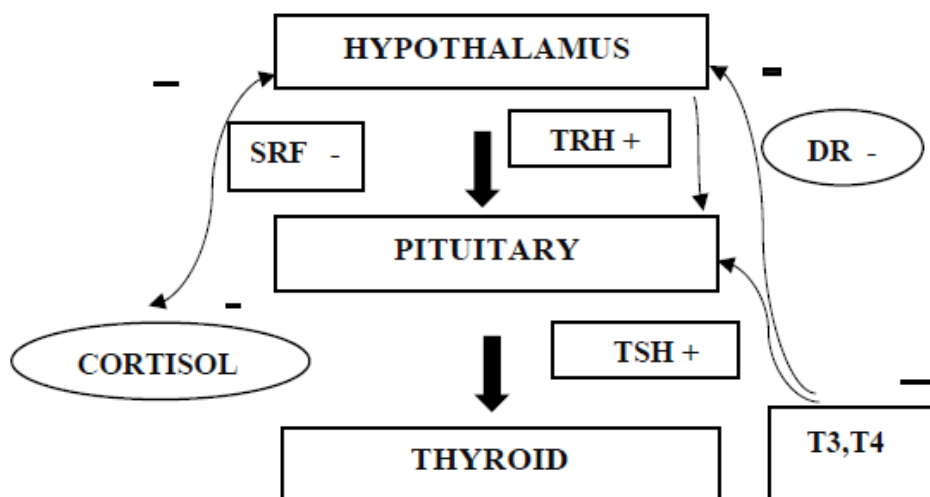 HYPOTHALAMUS
SRF -
TRH +
DR -
PITUITARY
CORTISOL
TSH +
THYROID
T3,T4